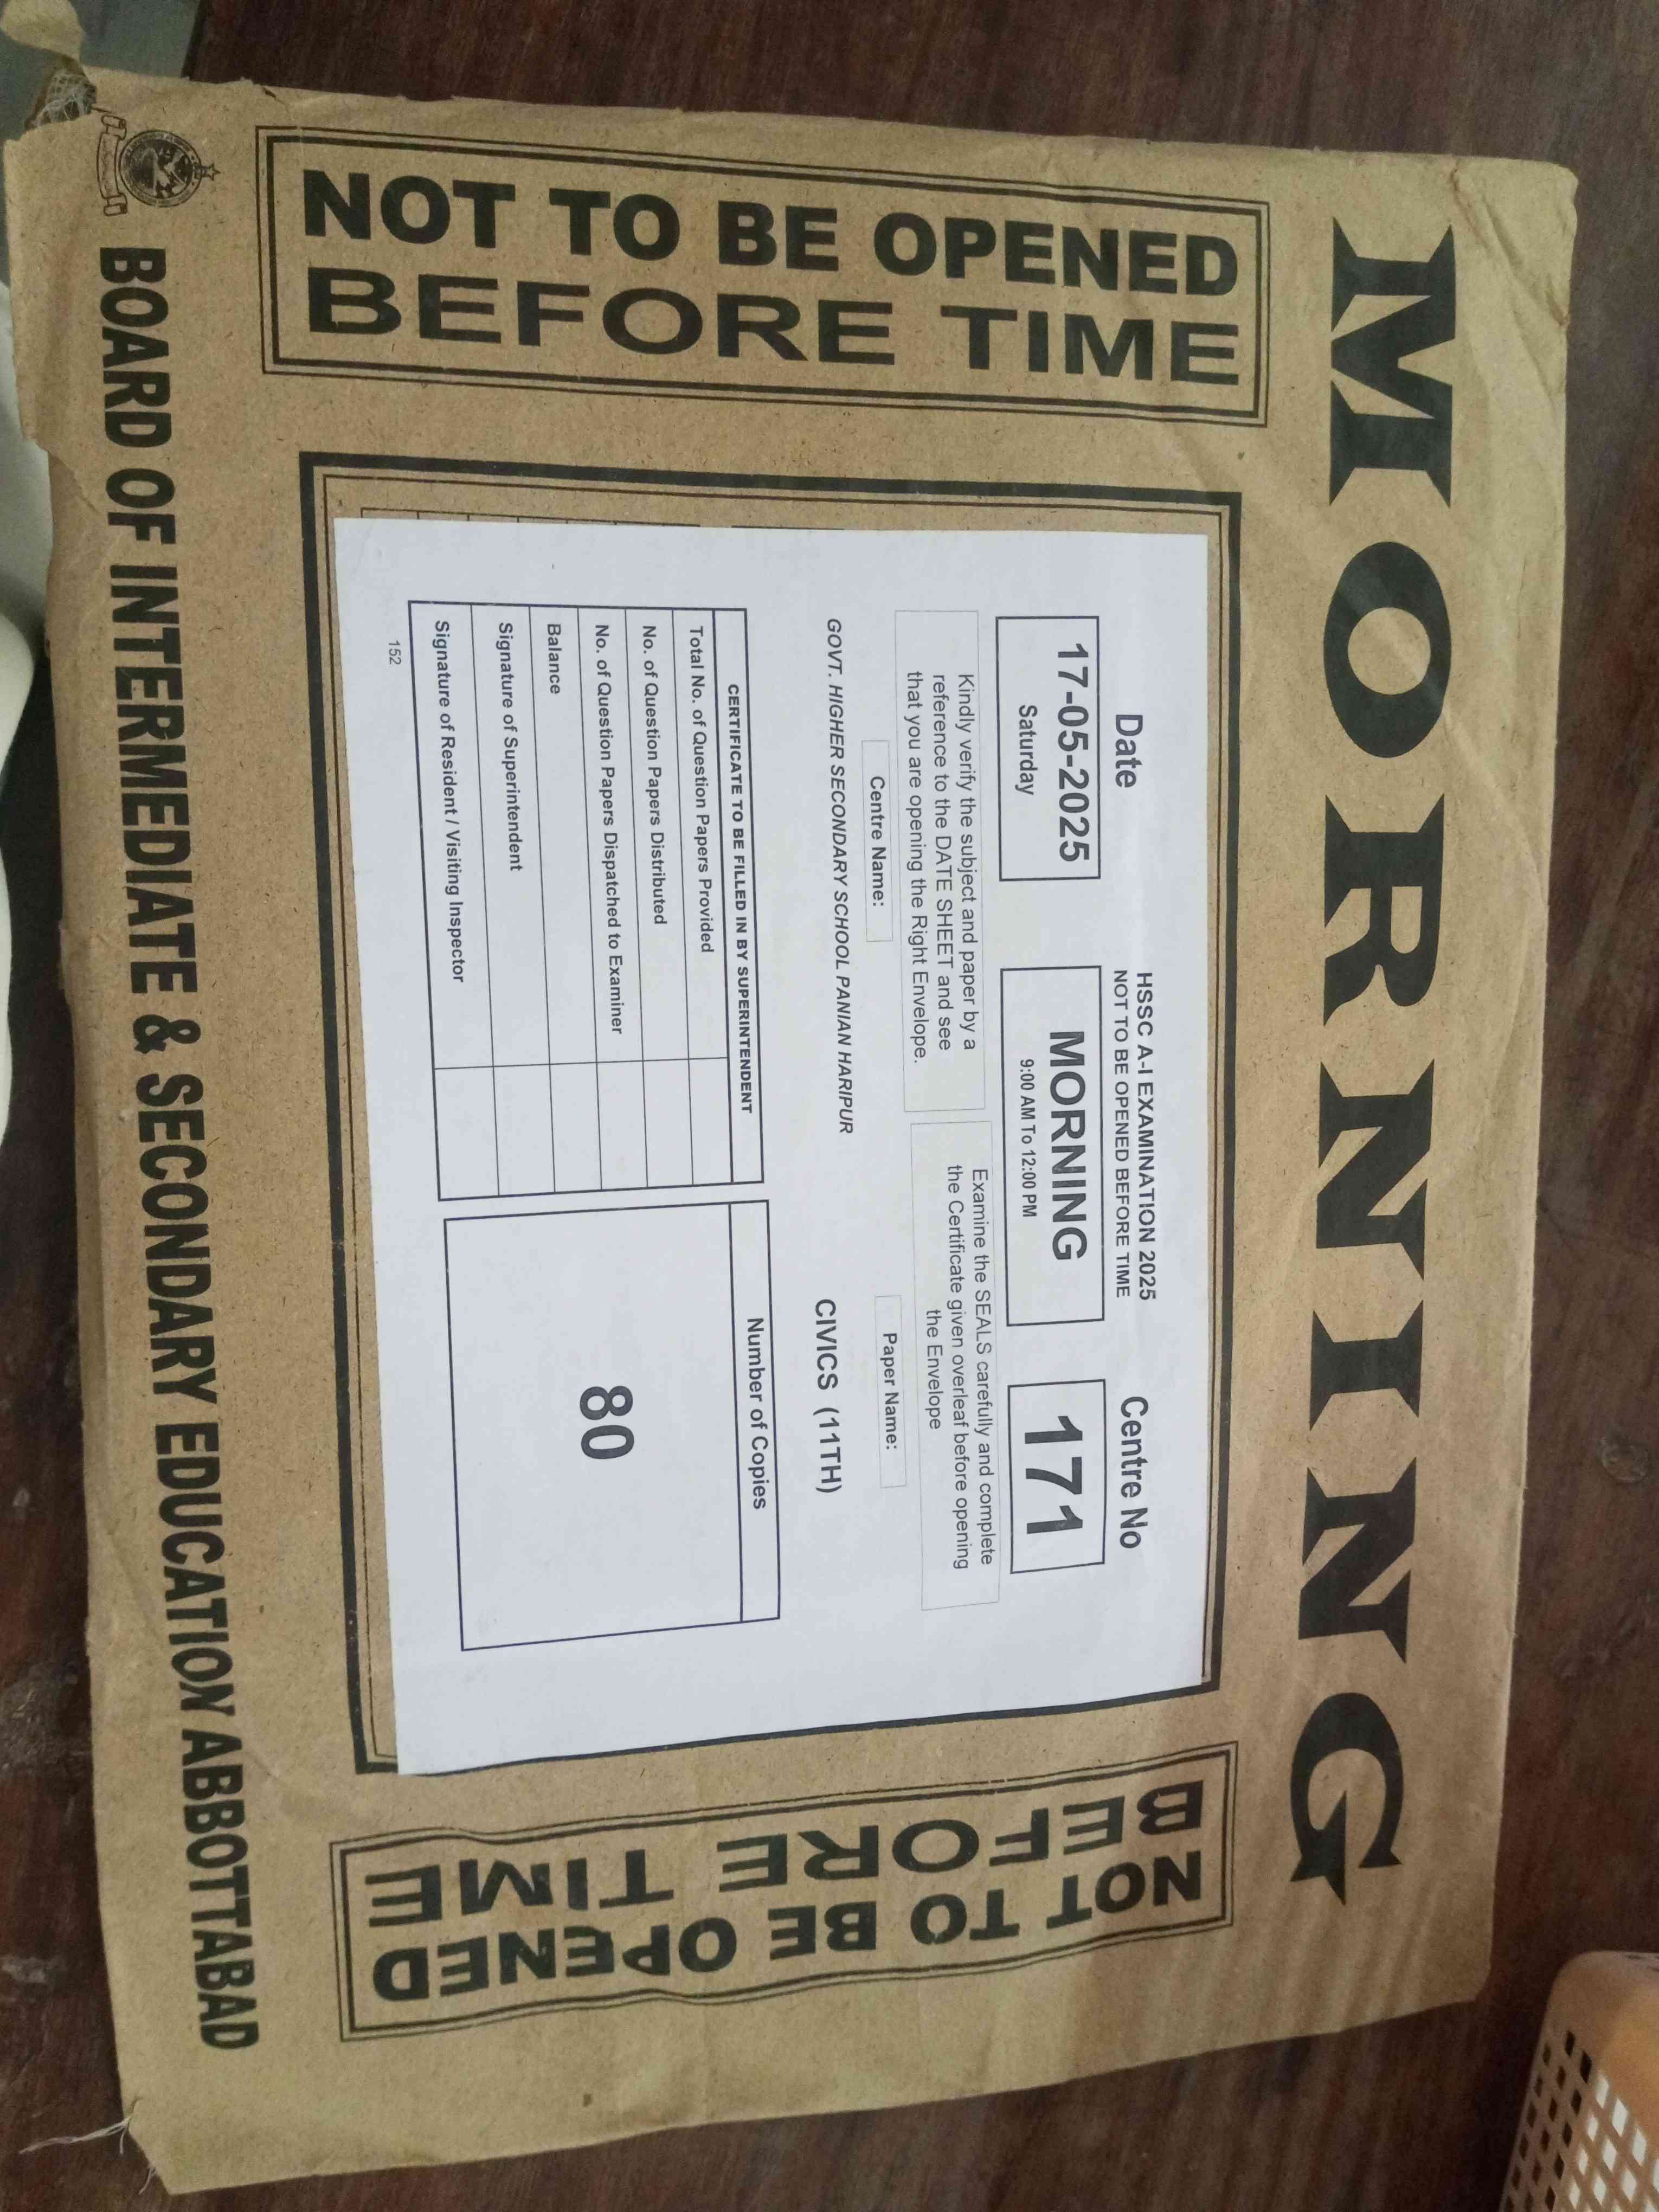 MORNING
NOT TO BE OPENED
BEFORE TIME
Date
HSSC A-I EXAMINATION 2025
NOT TO BE OPENED BEFORE TIME
Centre No
17-05-2025
Saturday
MORNING
9:00 AM To 12:00 PM
171
Kindly verify the subject and paper by a
reference to the DATE SHEET and see
that you are opening the Right Envelope.
Examine the SEALS carefully and complete
the Certificate given overleaf before opening
the Envelope
Centre Name:
Paper Name:
GOVT. HIGHER SECONDARY SCHOOL PANIAN HARIPUR
CIVICS (11TH)
CERTIFICATE TO BE FILLED IN BY SUPERINTENDENT
Total No. of Question Papers Provided
No. of Question Papers Distributed
No. of Question Papers Dispatched to Examiner
Balance
Signature of Superintendent
Signature of Resident / Visiting Inspector
Number of Copies
80
152
NOT TO BE OPENED
BEFORE TIME
BOARD OF INTERMEDIATE & SECONDARY EDUCATION ABBOTTABAD